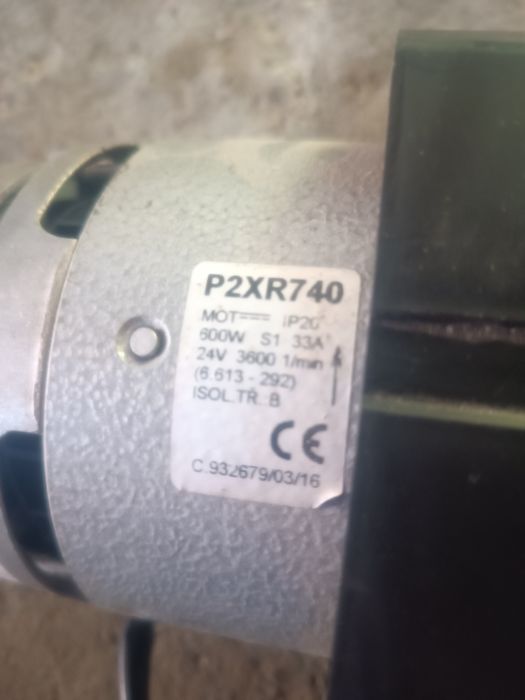 P2XR740
MOT=== IP20
600W S1 33A
24V 3600 1/min
(6.613 - 292)
ISOL.TR. B
CE
C.932679/03/16